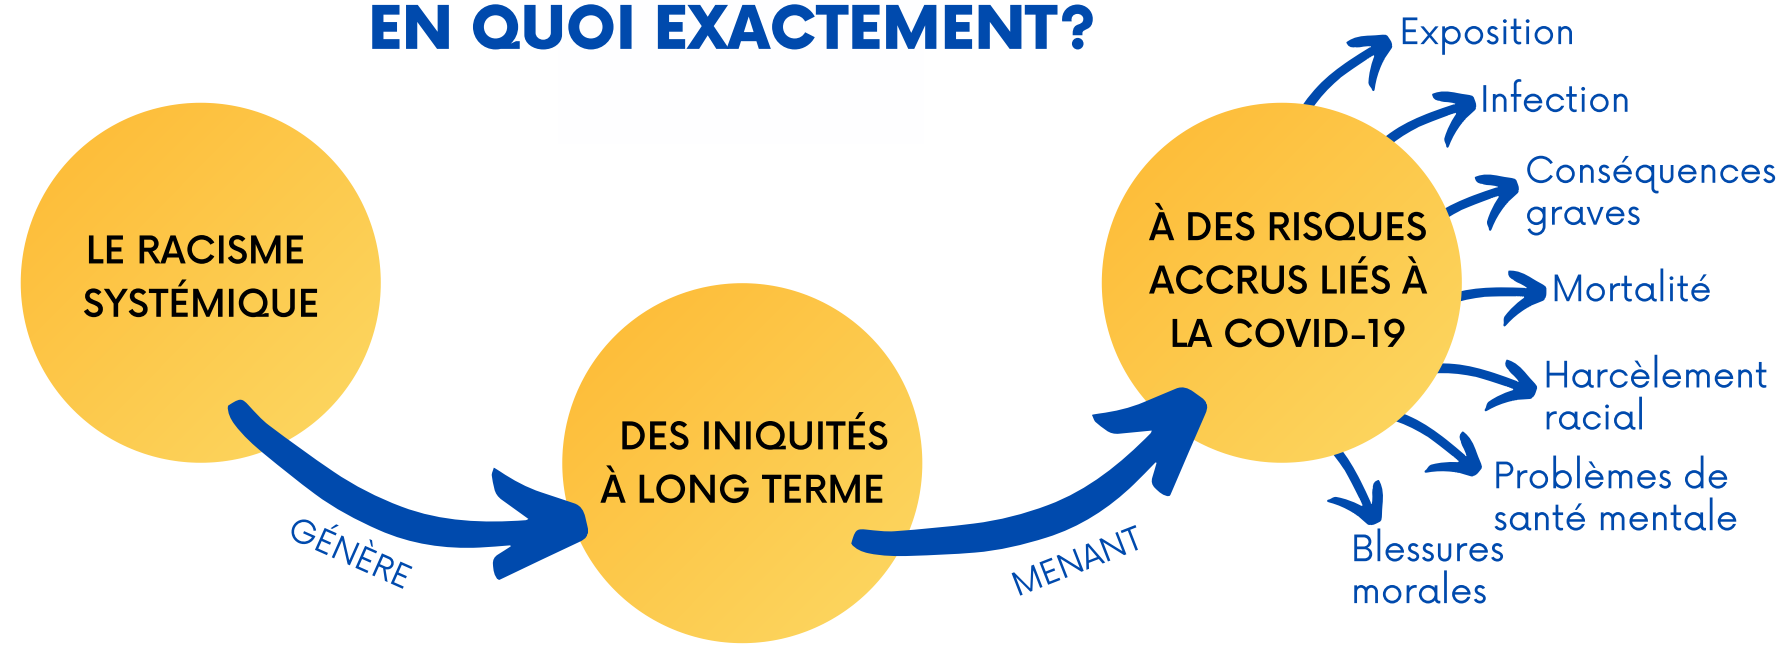 EN QUOI EXACTEMENT?
LE RACISME
SYSTÉMIQUE
GÉNÈRE
DES INIQUITÉS
À LONG TERME
MENANT
À DES RISQUES
ACCRUS LIÉS À
LA COVID-19
Exposition
Infection
Conséquences
graves
Mortalité
Harcèlement
racial
Problèmes de
santé mentale
Blessures
morales